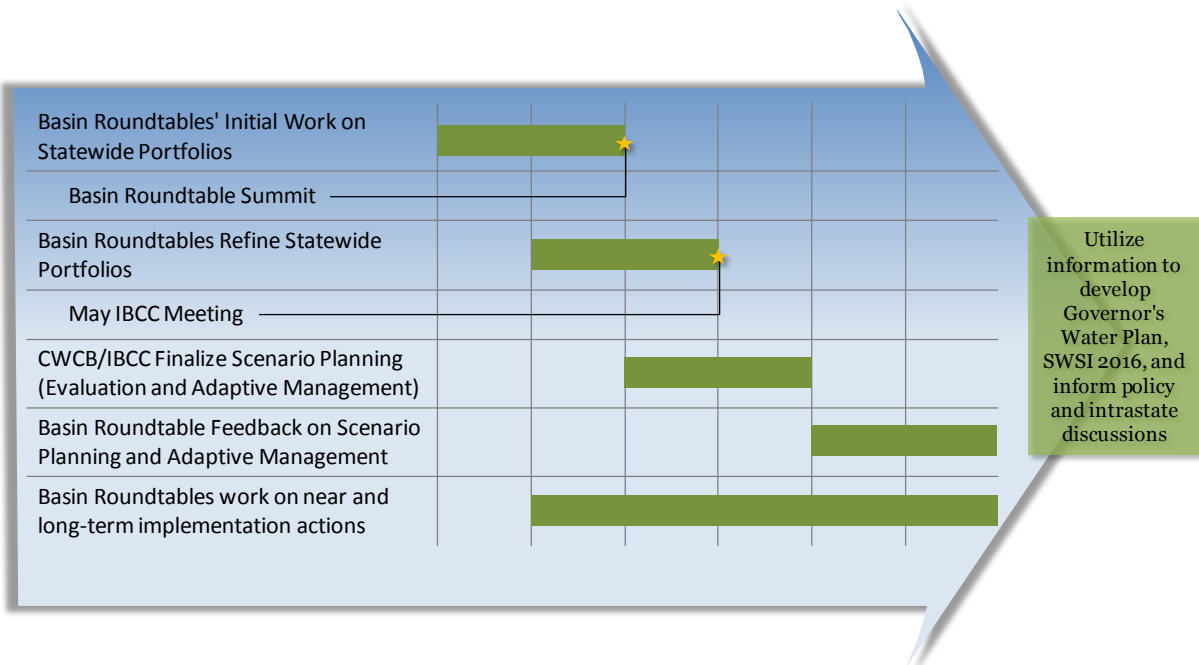 Basin Roundtables' Initial Work on
Statewide Portfolios
Basin Roundtable Summit
Basin Roundtables Refine Statewide
Portfolios
May IBCC Meeting
CWCB/IBCC Finalize Scenario Planning
(Evaluation and Adaptive Management)
Basin Roundtable Feedback on Scenario
Planning and Adaptive Management
Basin Roundtables work on near and
long-term implementation actions
Utilize
information to
develop
Governor's
Water Plan,
SWSI 2016, and
inform policy
and intrastate
discussions